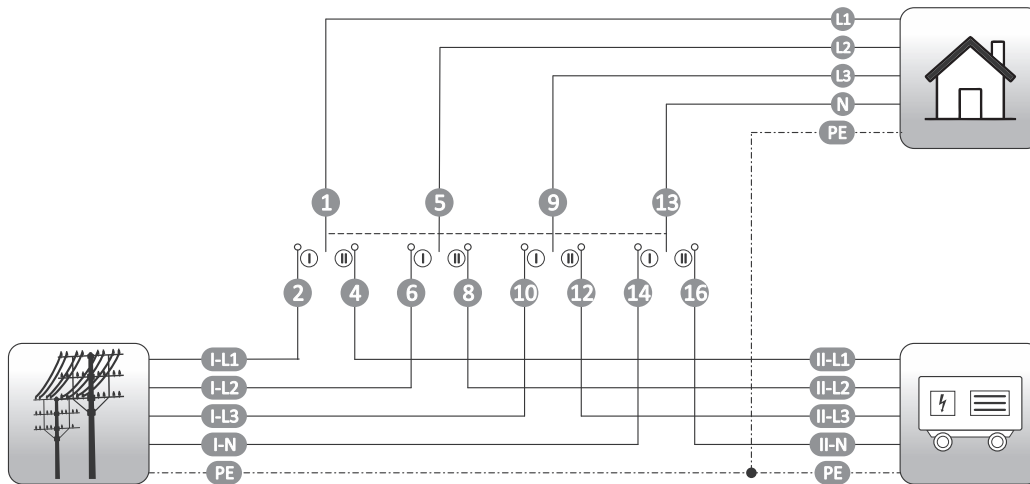 L1
L2
L3
N
PE
1 5 9 13
I II I II I II I II
2 4 6 8 10 12 14 16
I-L1 II-L1
I-L2 II-L2
I-L3 II-L3
I-N II-N
PE PE